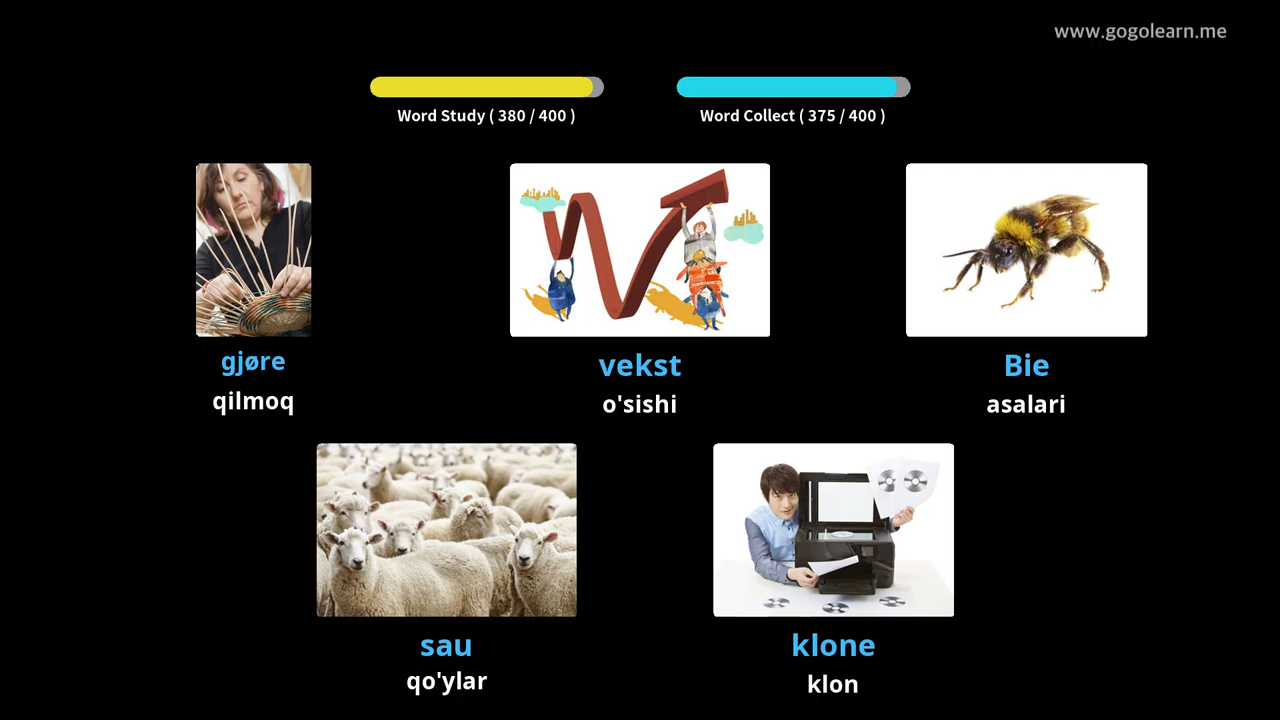 www.gogolearn.me
Word Study ( 380 / 400 )
Word Collect ( 375 / 400 )
gjøre
qilmoq
vekst
o'sishi
Bie
asalari
sau
qo'ylar
klone
klon